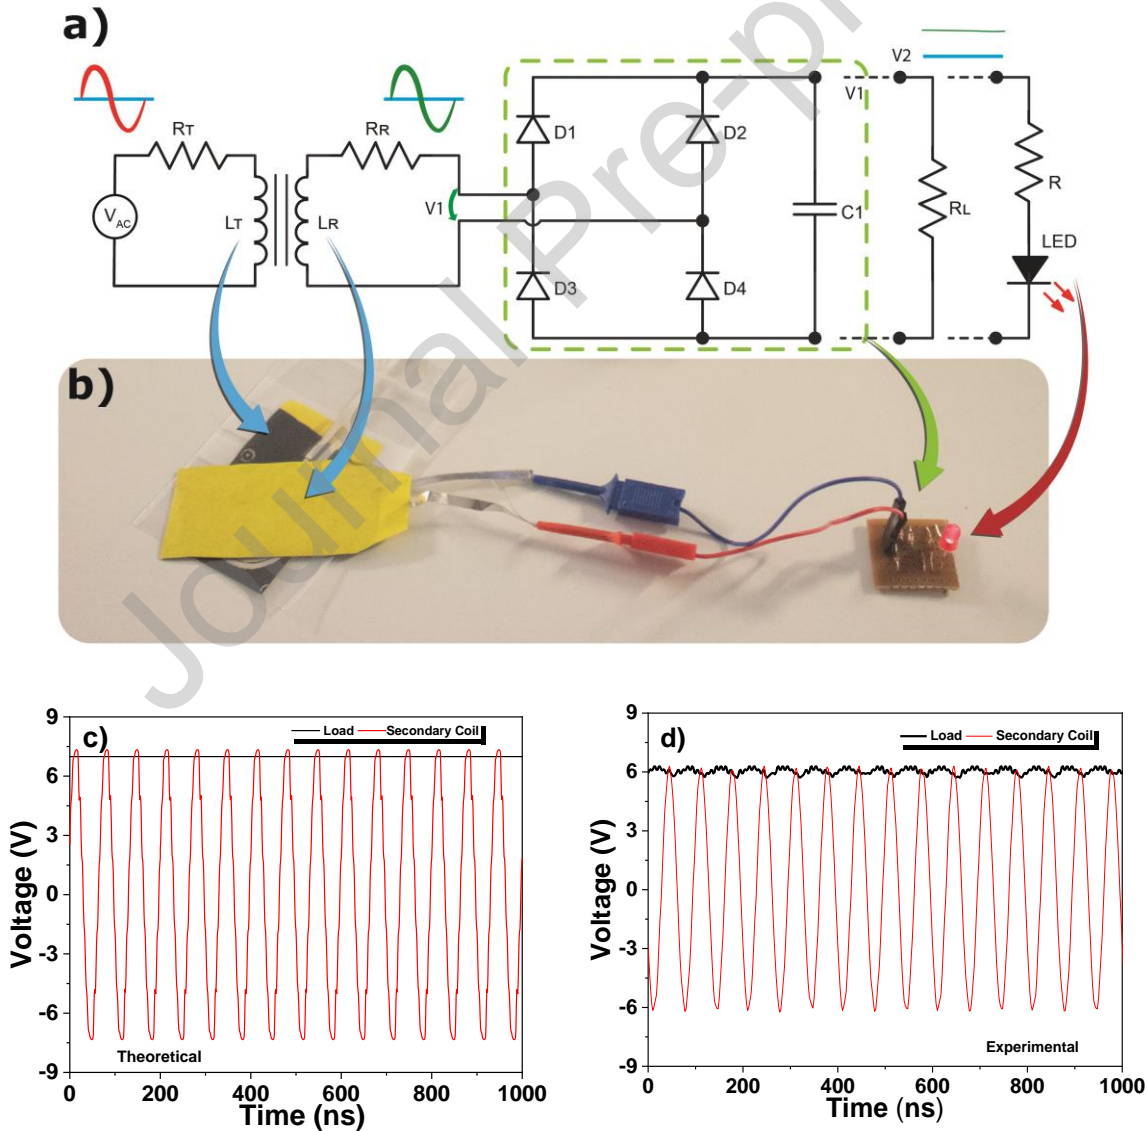 a)
V2
V1
RT
RR
D1
D2
R
VAC
LT
LR
V1
C1
RL
LED
D3
D4
b)
Journal Pre-pr
c)
Load
Secondary Coil
9
6
3
0
-3
-6
-9
Voltage (V)
Theoretical
0
200
400
600
800
1000
Time (ns)
d)
Load
Secondary Coil
9
6
3
0
-3
-6
-9
Voltage (V)
Experimental
0
200
400
600
800
1000
Time (ns)